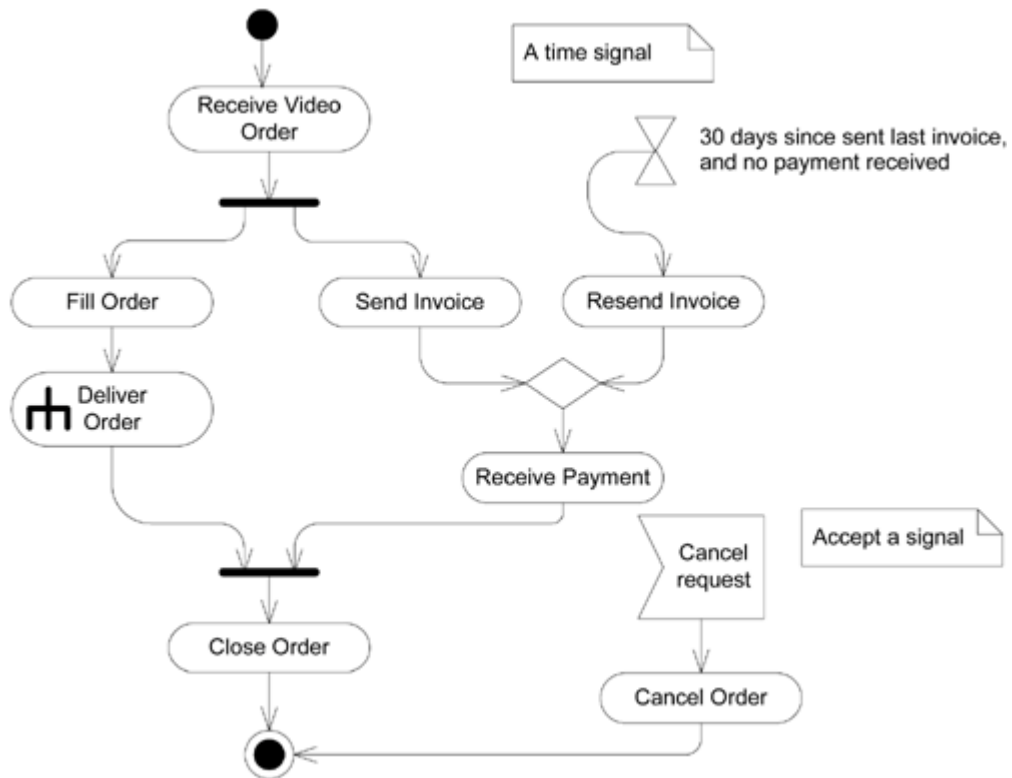 A time signal
Receive Video
Order
30 days since sent last invoice,
and no payment received
Fill Order
Send Invoice
Resend Invoice
Deliver
Order
Receive Payment
Cancel
request
Accept a signal
Close Order
Cancel Order